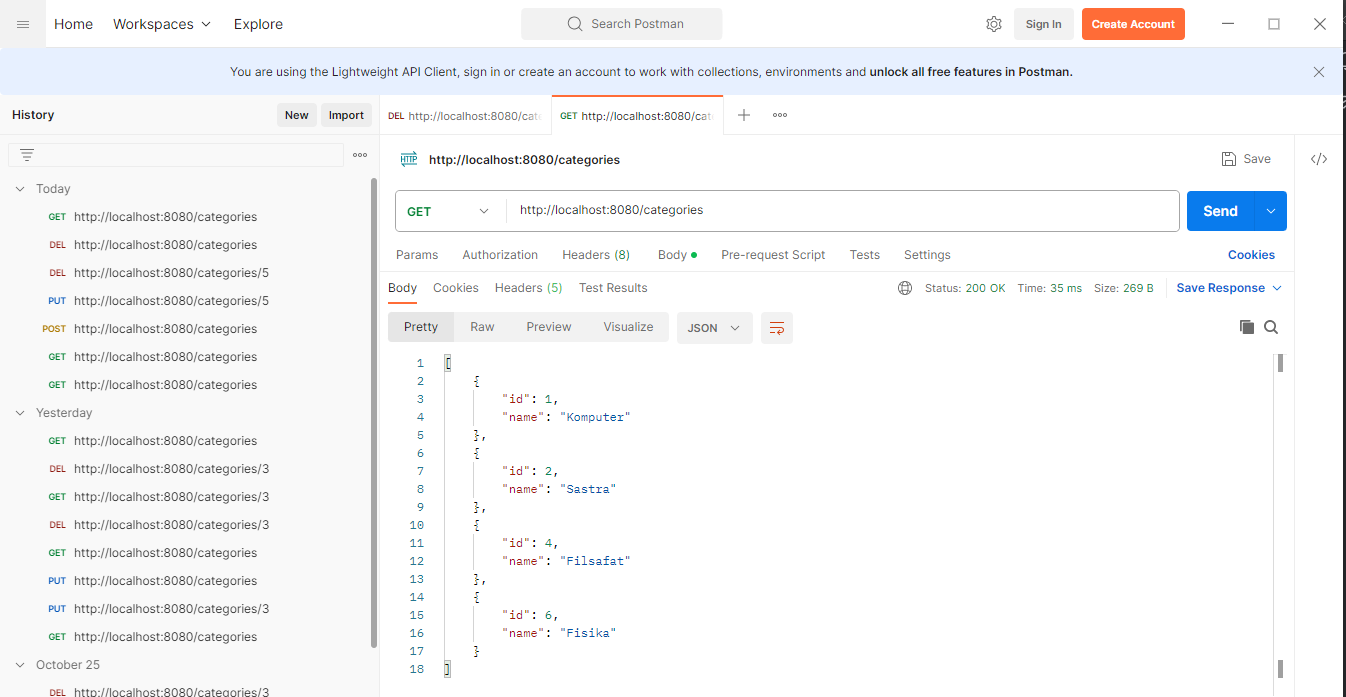 Home Workspaces Explore Search Postman Sign In Create Account
You are using the Lightweight API Client, sign in or create an account to work with collections, environments and unlock all free features in Postman.
History New Import
DEL http://localhost:8080/cate GET http://localhost:8080/cat
HTTP http://localhost:8080/categories Save </>
Today
GET http://localhost:8080/categories
DEL http://localhost:8080/categories
DEL http://localhost:8080/categories/5
PUT http://localhost:8080/categories/5
POST http://localhost:8080/categories
GET http://localhost:8080/categories
GET http://localhost:8080/categories
Yesterday
GET http://localhost:8080/categories
DEL http://localhost:8080/categories/3
GET http://localhost:8080/categories/3
DEL http://localhost:8080/categories/3
GET http://localhost:8080/categories
PUT http://localhost:8080/categories
PUT http://localhost:8080/categories/3
GET http://localhost:8080/categories
October 25
DEL http://localhost:8080/categories/3
GET http://localhost:8080/categories Send
Params Authorization Headers (8) Body Pre-request Script Tests Settings Cookies
Body Cookies Headers (5) Test Results Status: 200 OK Time: 35 ms Size: 269 B Save Response
Pretty Raw Preview Visualize JSON
1 [
2 {
3 "id": 1,
4 "name": "Komputer"
5 },
6 {
7 "id": 2,
8 "name": "Sastra"
9 },
10 {
11 "id": 4,
12 "name": "Filsafat"
13 },
14 {
15 "id": 6,
16 "name": "Fisika"
17 }
18 ]